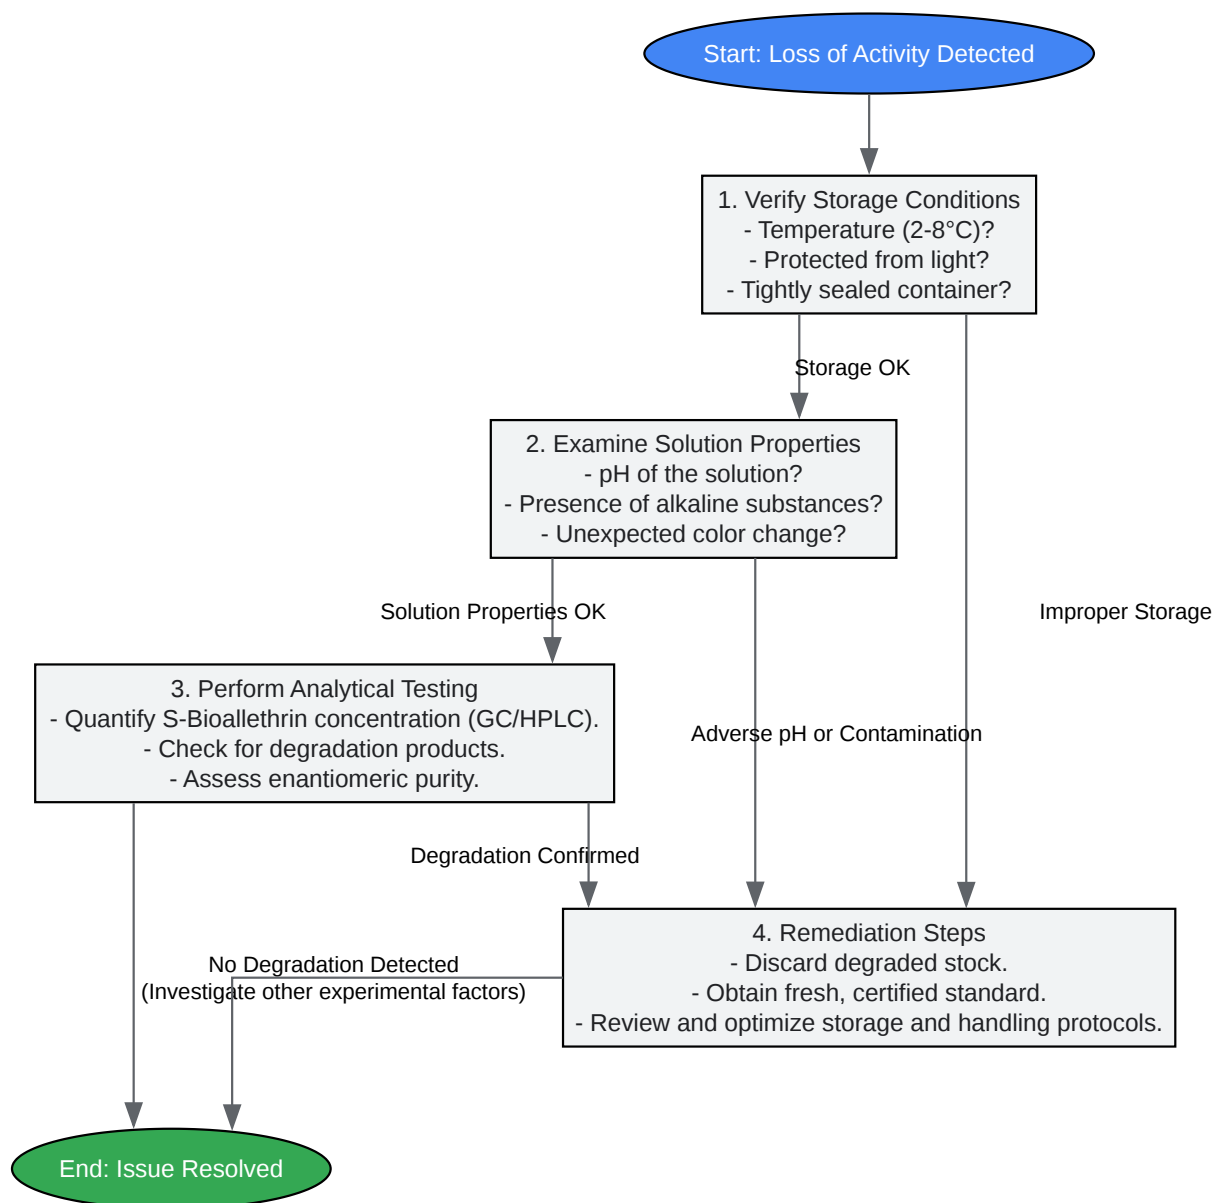 Start: Loss of Activity Detected
1. Verify Storage Conditions
- Temperature (2-8°C)?
- Protected from light?
- Tightly sealed container?
Storage OK
2. Examine Solution Properties
- pH of the solution?
- Presence of alkaline substances?
- Unexpected color change?
Solution Properties OK
Improper Storage
3. Perform Analytical Testing
- Quantify S-Bioallethrin concentration (GC/HPLC).
- Check for degradation products.
- Assess enantiomeric purity.
Adverse pH or Contamination
Degradation Confirmed
4. Remediation Steps
- Discard degraded stock.
- Obtain fresh, certified standard.
- Review and optimize storage and handling protocols.
No Degradation Detected
(Investigate other experimental factors)
End: Issue Resolved